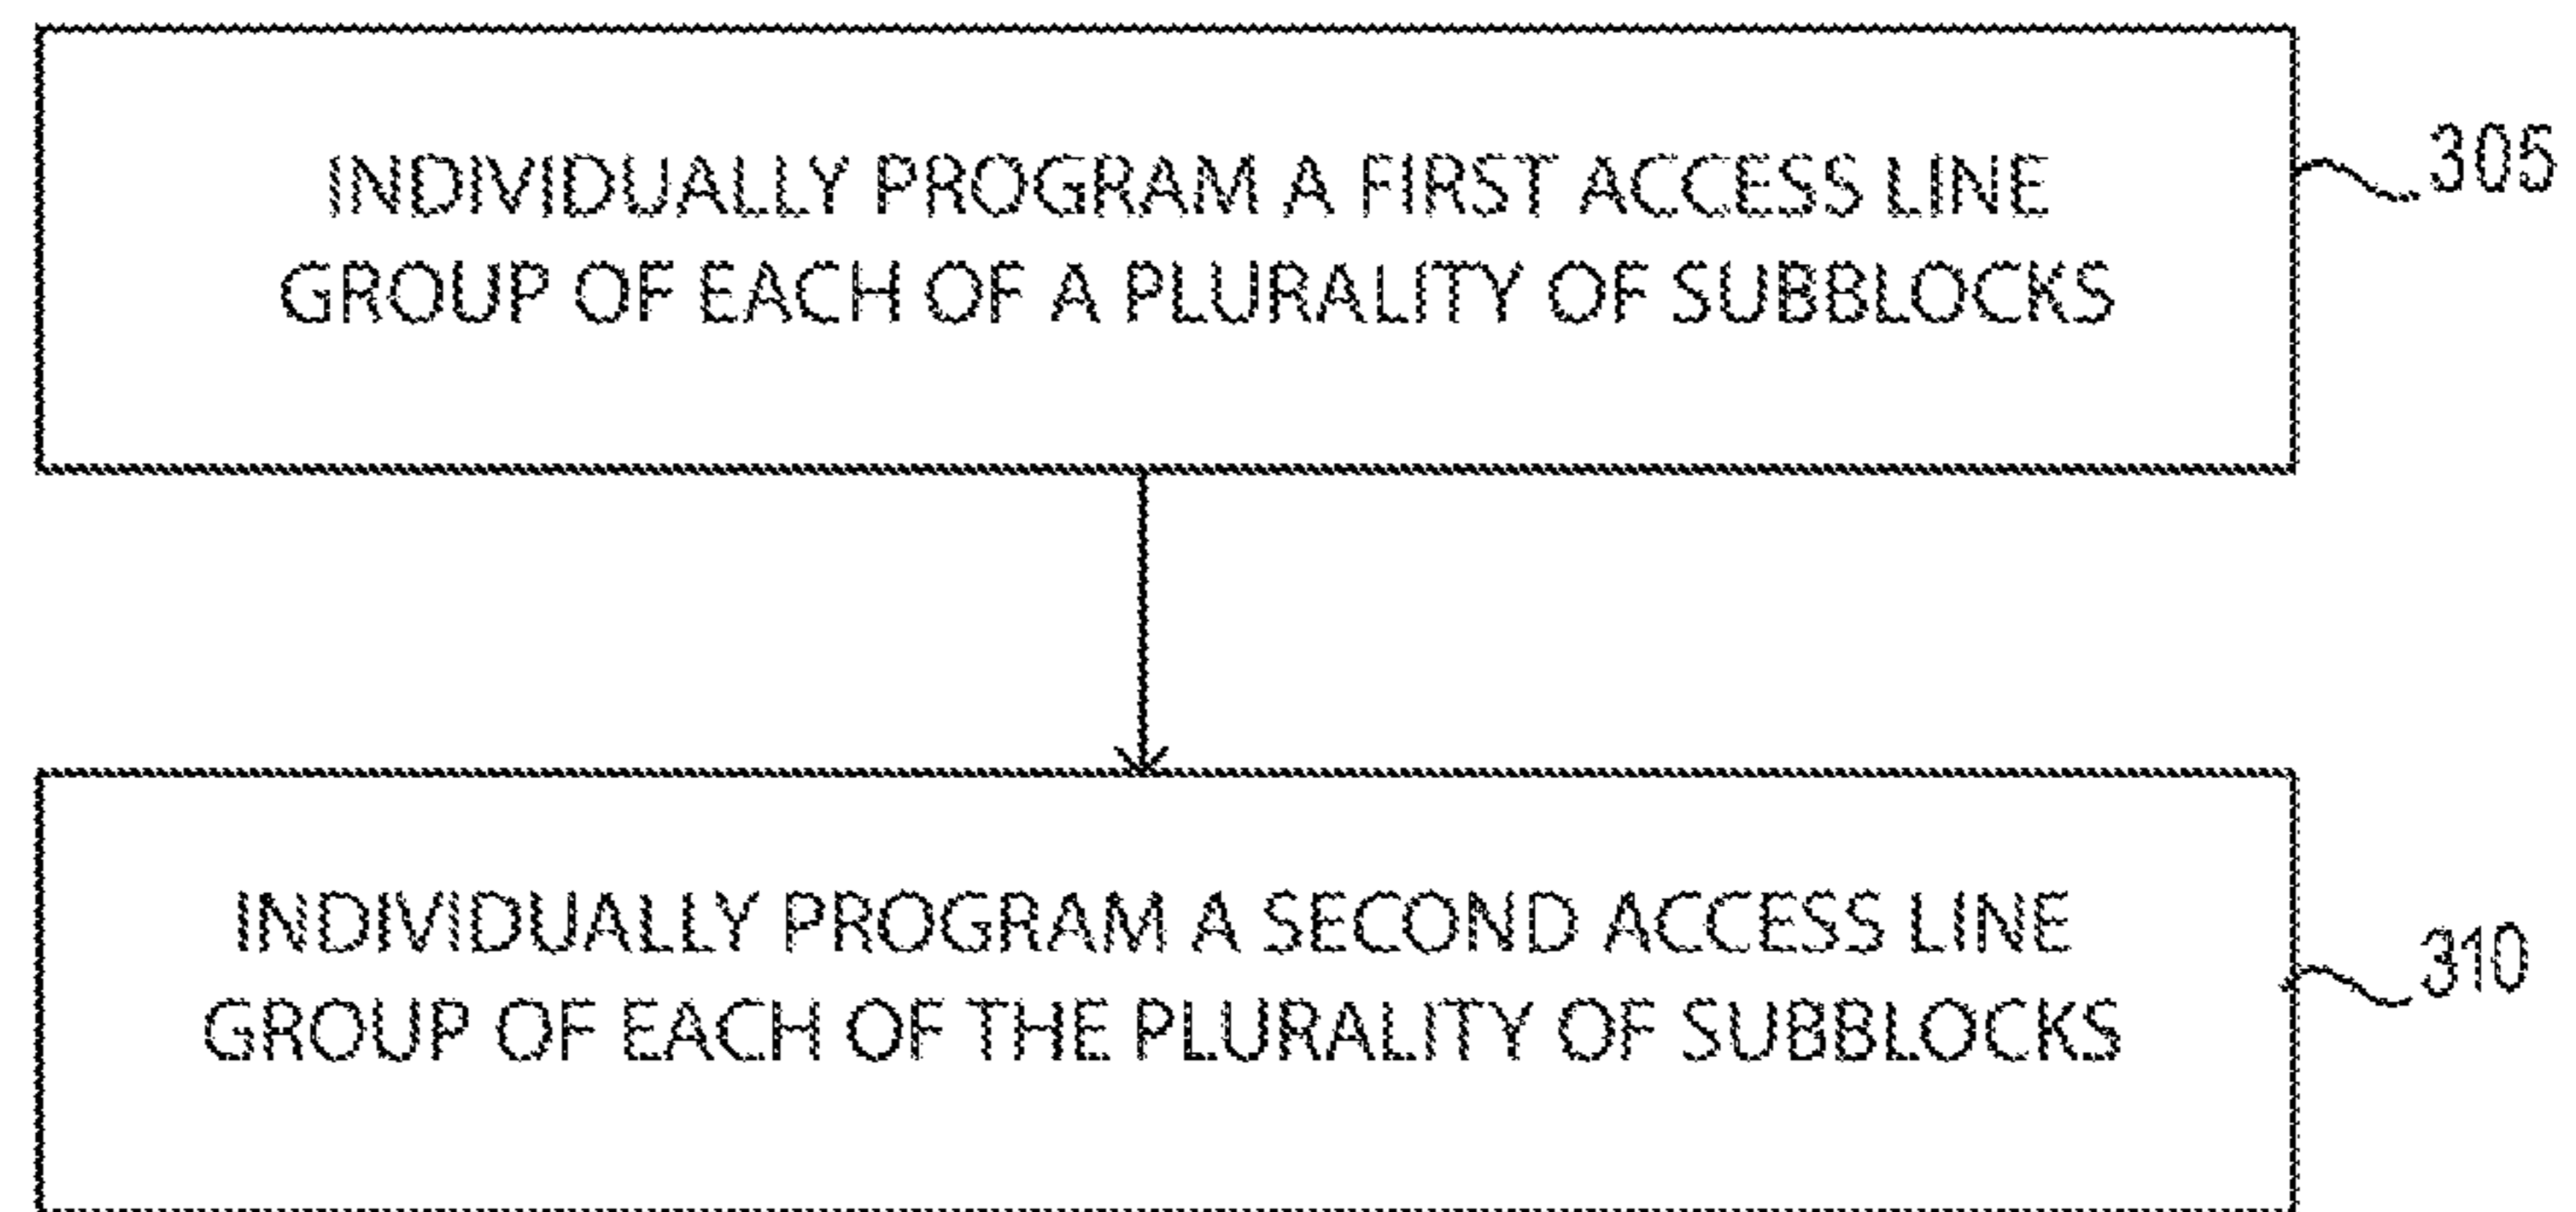 INDIVIDUALLY PROGRAM A FIRST ACCESS LINE
GROUP OF EACH OF A PLURALITY OF SUBBLOCKS
305
INDIVIDUALLY PROGRAM A SECOND ACCESS LINE
GROUP OF EACH OF THE PLURALITY OF SUBBLOCKS
310